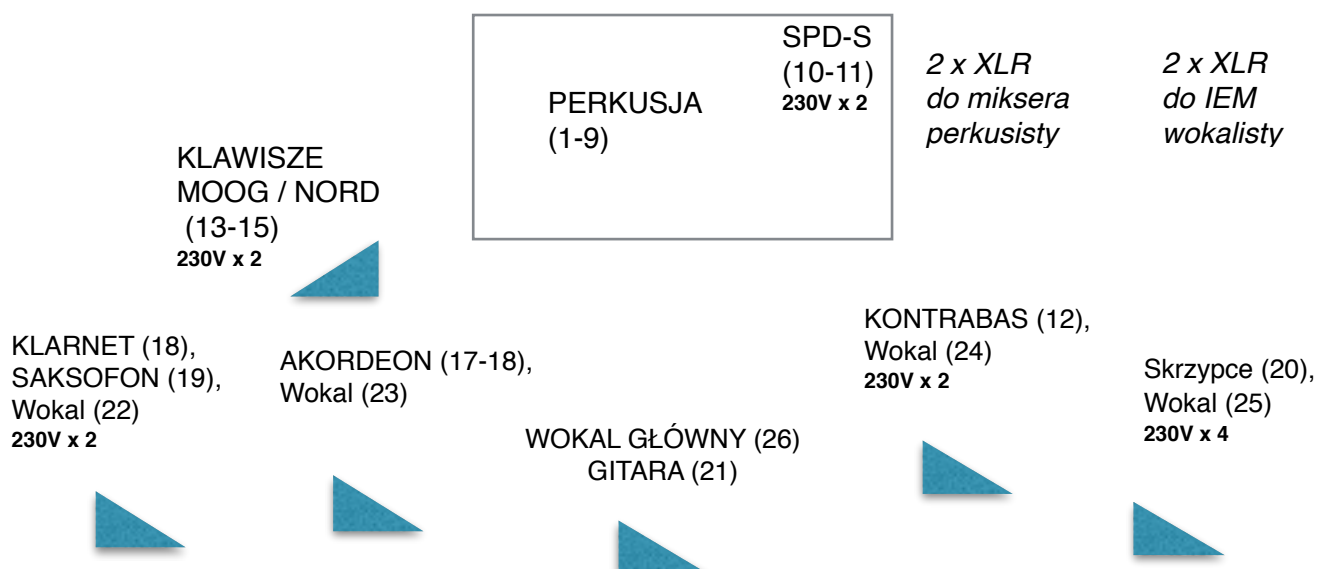 SPD-S
(10-11)
230V x 2
PERKUSJA
(1-9)
2 x XLR
do miksera
perkusisty
2 x XLR
do IEM
wokalisty
KLAWISZE
MOOG / NORD
(13-15)
230V x 2
KLARNET (18),
SAKSOFON (19),
Wokal (22)
230V x 2
AKORDEON (17-18),
Wokal (23)
WOKAL GŁÓWNY (26)
GITARA (21)
KONTRABAS (12),
Wokal (24)
230V x 2
Skrzypce (20),
Wokal (25)
230V x 4